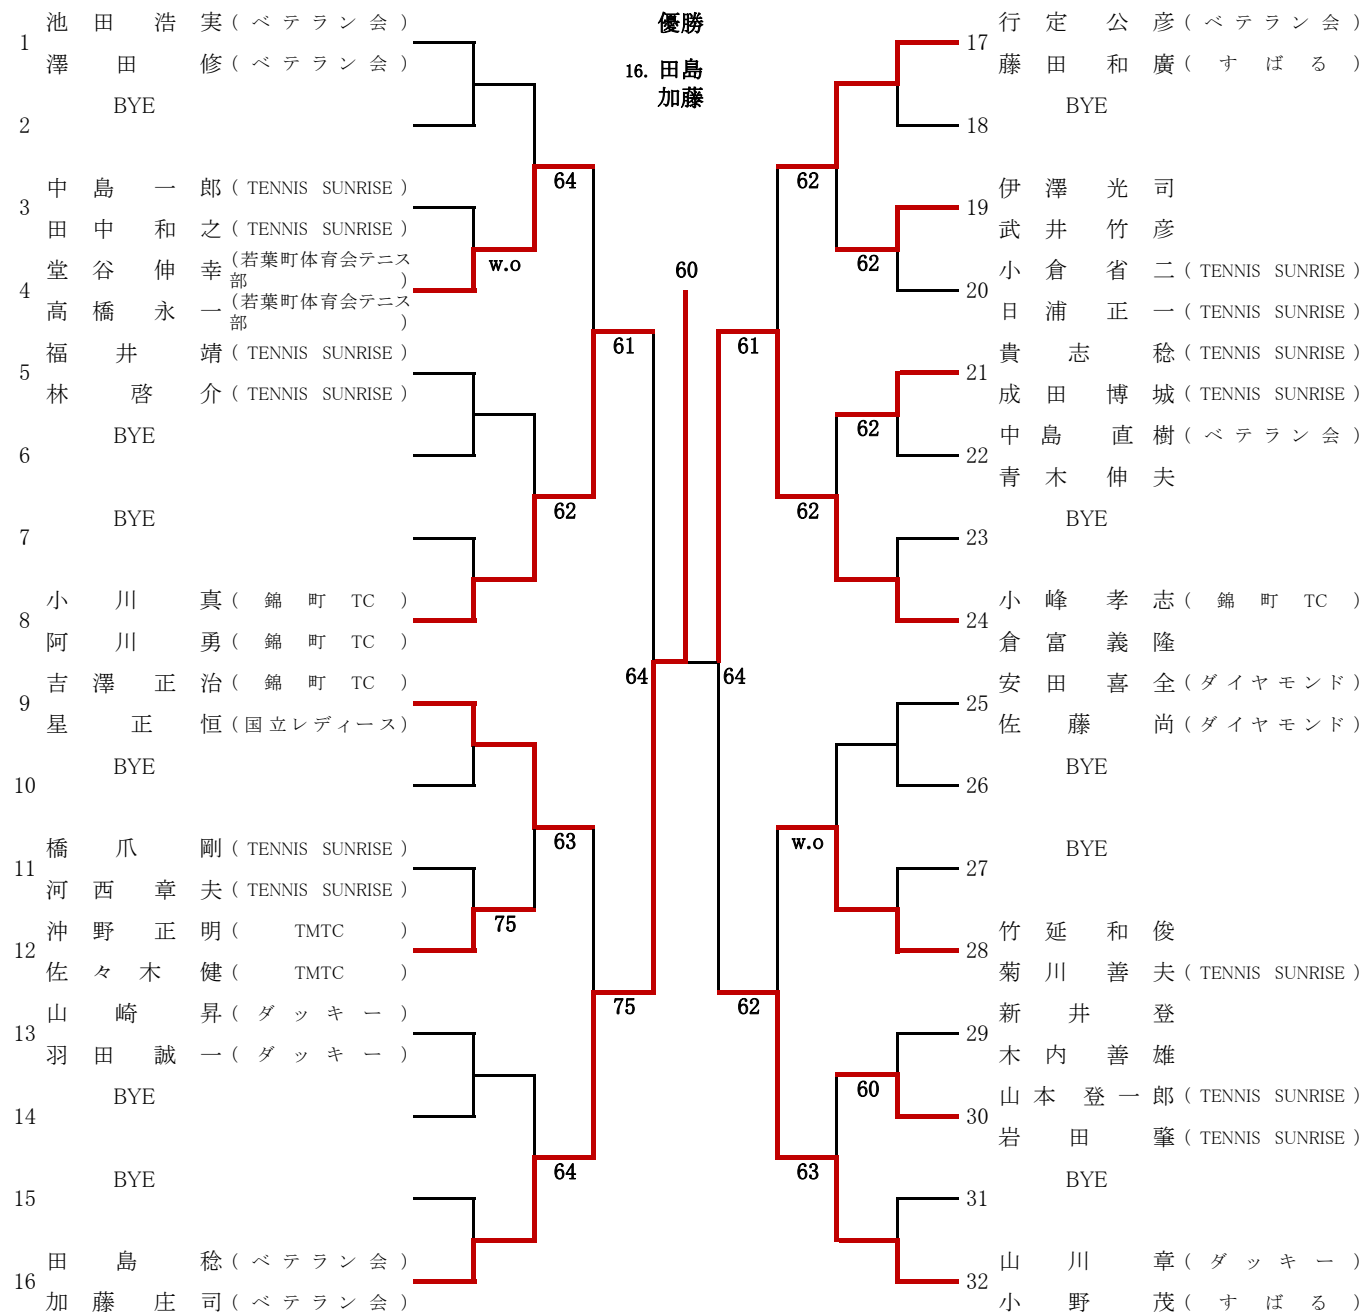 優勝
16. 田島
加藤
60
1
池田 浩実(ベテラン会)
澤田 修(ベテラン会)
2
BYE
3
中島 一郎(TENNIS SUNRISE)
田中 和之(TENNIS SUNRISE)
4
堂谷 伸幸(若葉町体育会テニス部)
高橋 永一(若葉町体育会テニス部)
w.o
64
5
福井 靖(TENNIS SUNRISE)
林 啓介(TENNIS SUNRISE)
6
BYE
7
BYE
8
小川 真(錦町TC)
阿川 勇(錦町TC)
62
61
9
吉澤 正治(錦町TC)
星 正恒(国立レディース)
10
BYE
11
橋爪 剛(TENNIS SUNRISE)
河西 章夫(TENNIS SUNRISE)
12
沖野 正明(TMTC)
佐々木 健(TMTC)
75
63
13
山崎 昇(ダッキー)
羽田 誠一(ダッキー)
14
BYE
15
BYE
16
田島 稔(ベテラン会)
加藤 庄司(ベテラン会)
64
75
64
17
行定 公彦(ベテラン会)
藤田 和廣(すばる)
18
BYE
19
伊澤 光司
武井 竹彦
20
小倉 省二(TENNIS SUNRISE)
日浦 正一(TENNIS SUNRISE)
62
62
21
貴志 稔(TENNIS SUNRISE)
成田 博城(TENNIS SUNRISE)
22
中島 直樹(ベテラン会)
青木 伸夫
62
23
BYE
24
小峰 孝志(錦町TC)
倉富 義隆
62
61
25
安田 喜全(ダイヤモンド)
佐藤 尚(ダイヤモンド)
26
BYE
27
BYE
28
竹延 和俊
菊川 善夫(TENNIS SUNRISE)
w.o
29
新井 登
木内 善雄
30
山本 登一郎(TENNIS SUNRISE)
岩田 肇(TENNIS SUNRISE)
60
31
BYE
32
山川 章(ダッキー)
小野 茂(すばる)
63
62
64